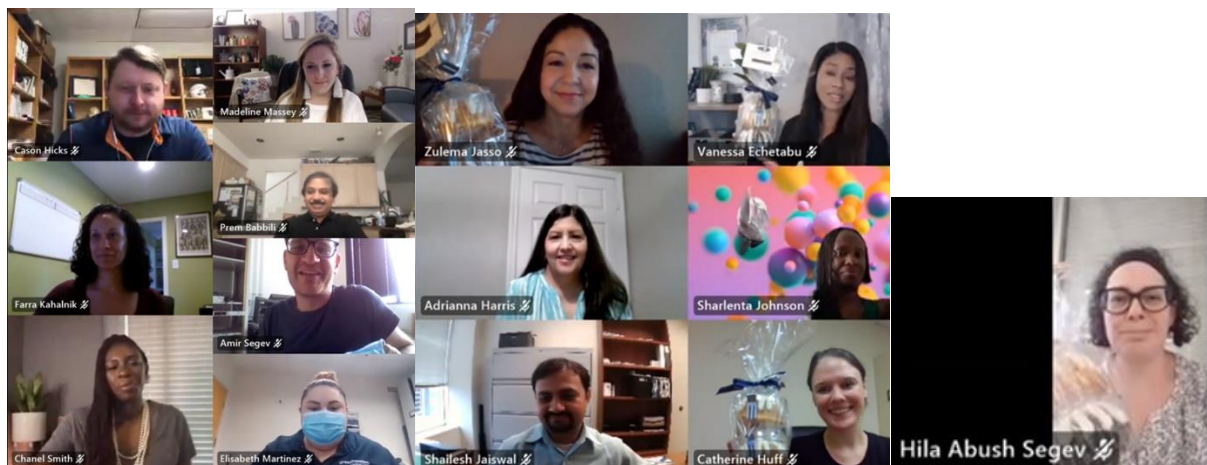 Cason Hicks
Madeline Massey
Prem Babbili
Farra Kahalnik
Amir Segev
Chanel Smith
Elisabeth Martinez
Zulema Jasso
Vanessa Echetabu
Adrianna Harris
Sharlenta Johnson
Shailesh Jaiswal
Catherine Huff
Hila Abush Segev